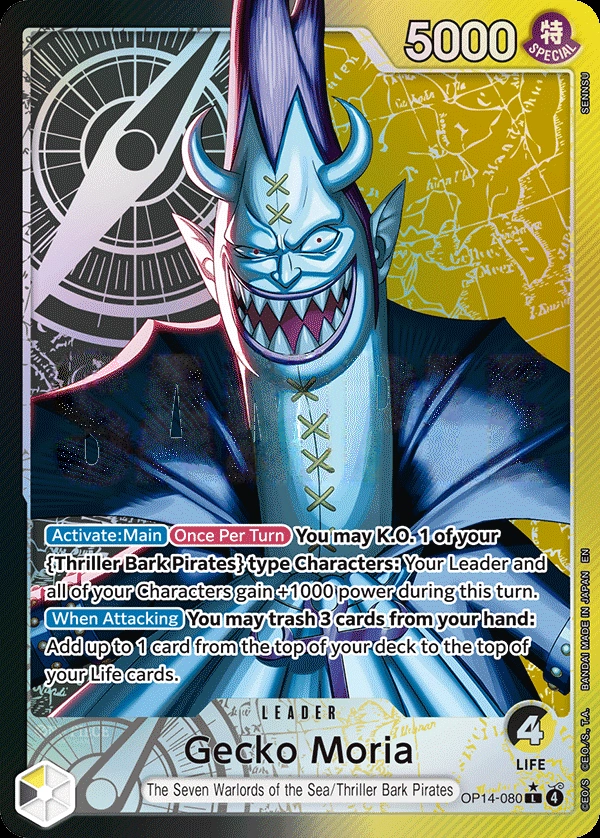 5000 特
SPECIAL
SENNSU
SAMPLE
Activate:Main Once Per Turn You may K.O. 1 of your
{Thriller Bark Pirates} type Characters: Your Leader and
all of your Characters gain +1000 power during this turn.
When Attacking You may trash 3 cards from your hand:
Add up to 1 card from the top of your deck to the top of
your Life cards.
©E.O/S ©E.O./S., T.A. BANDAI MADE IN JAPAN EN
LEADER
Gecko Moria
4
LIFE
The Seven Warlords of the Sea/Thriller Bark Pirates
OP14-080 L 4